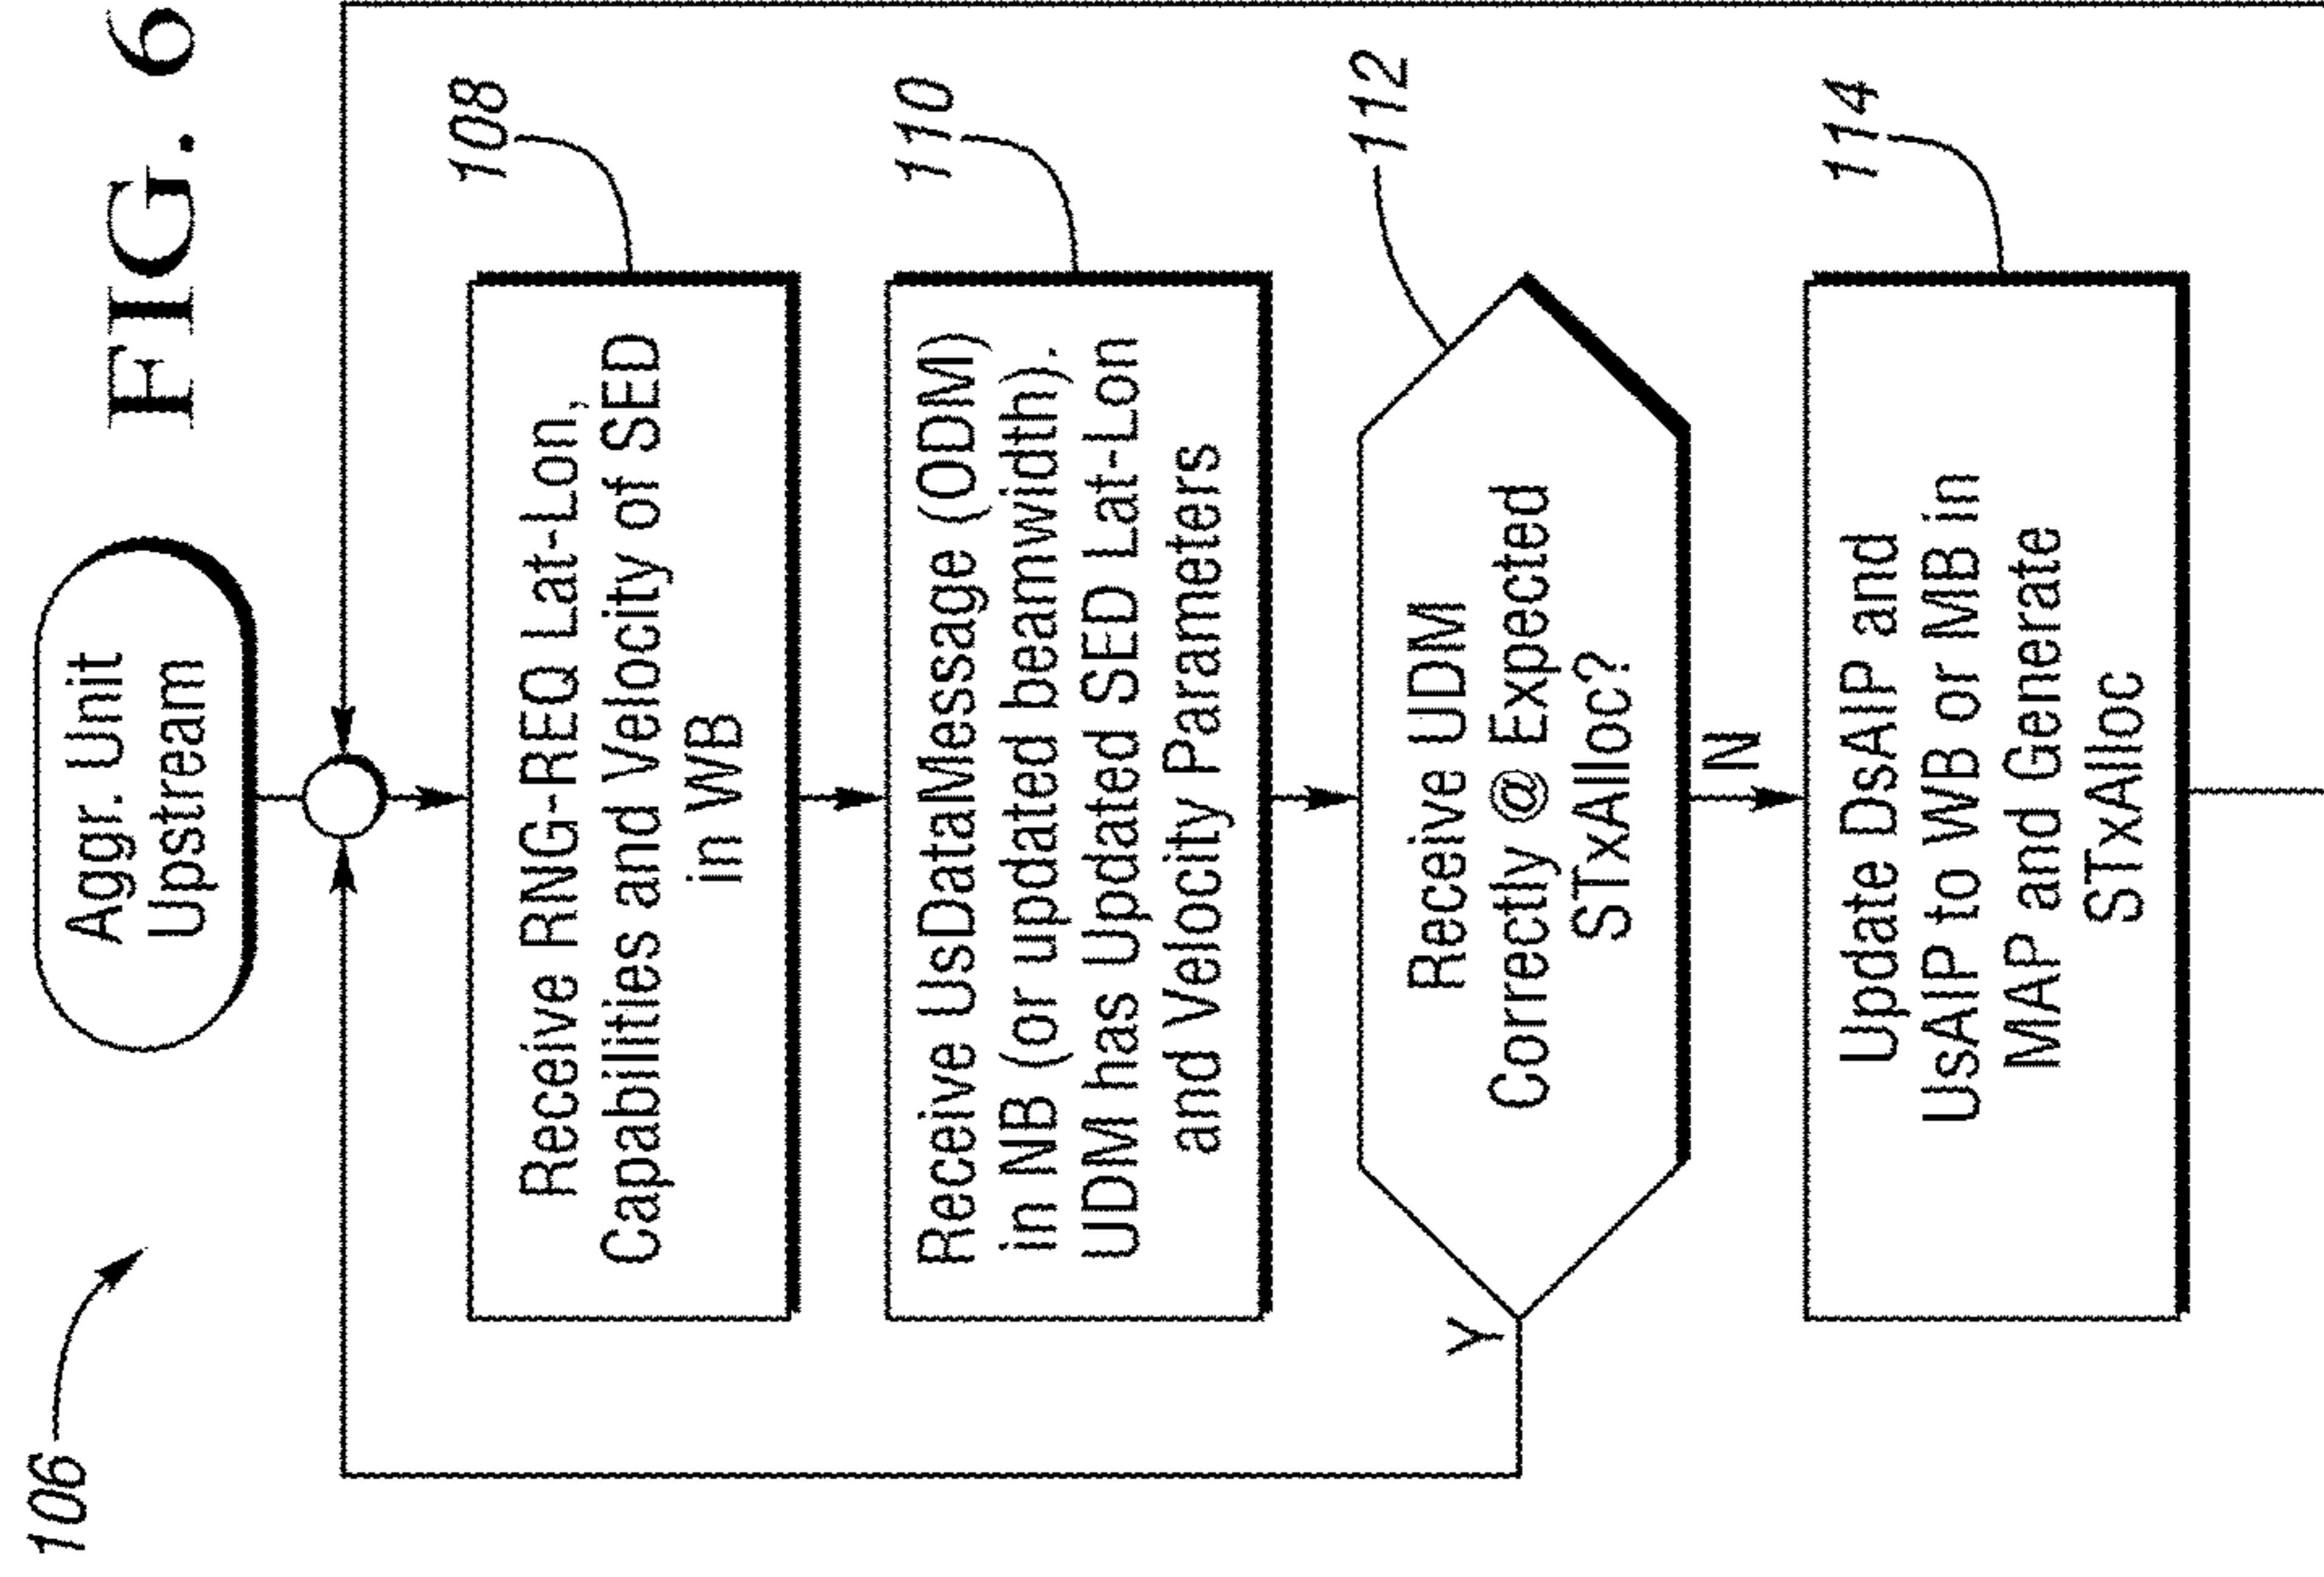 FIG. 6
106
Aggr. Unit
Upstream
108
Receive RNG-REQ Lat-Lon,
Capabilities and Velocity of SED
in WB
110
Receive UsDataMessage (ODM)
in NB (or updated beamwidth).
UDM has Updated SED Lat-Lon
and Velocity Parameters
112
Receive UDM
Correctly @ Expected
STxAlloc?
Y
N
114
Update DsAIP and
UsAIP to WB or MB in
MAP and Generate
STxAlloc